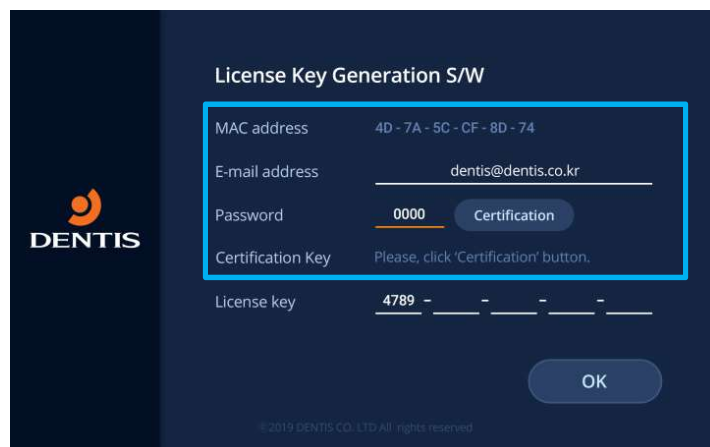 License Key Generation S/W
MAC address 4D - 7A - 5C - CF - 8D - 74
E-mail address dentis@dentis.co.kr
Password 0000 Certification
DENTIS
Certification Key Please, click 'Certification' button.
License key 4789 – – – –
OK
©2019 DENTIS CO. LTD All rights reserved